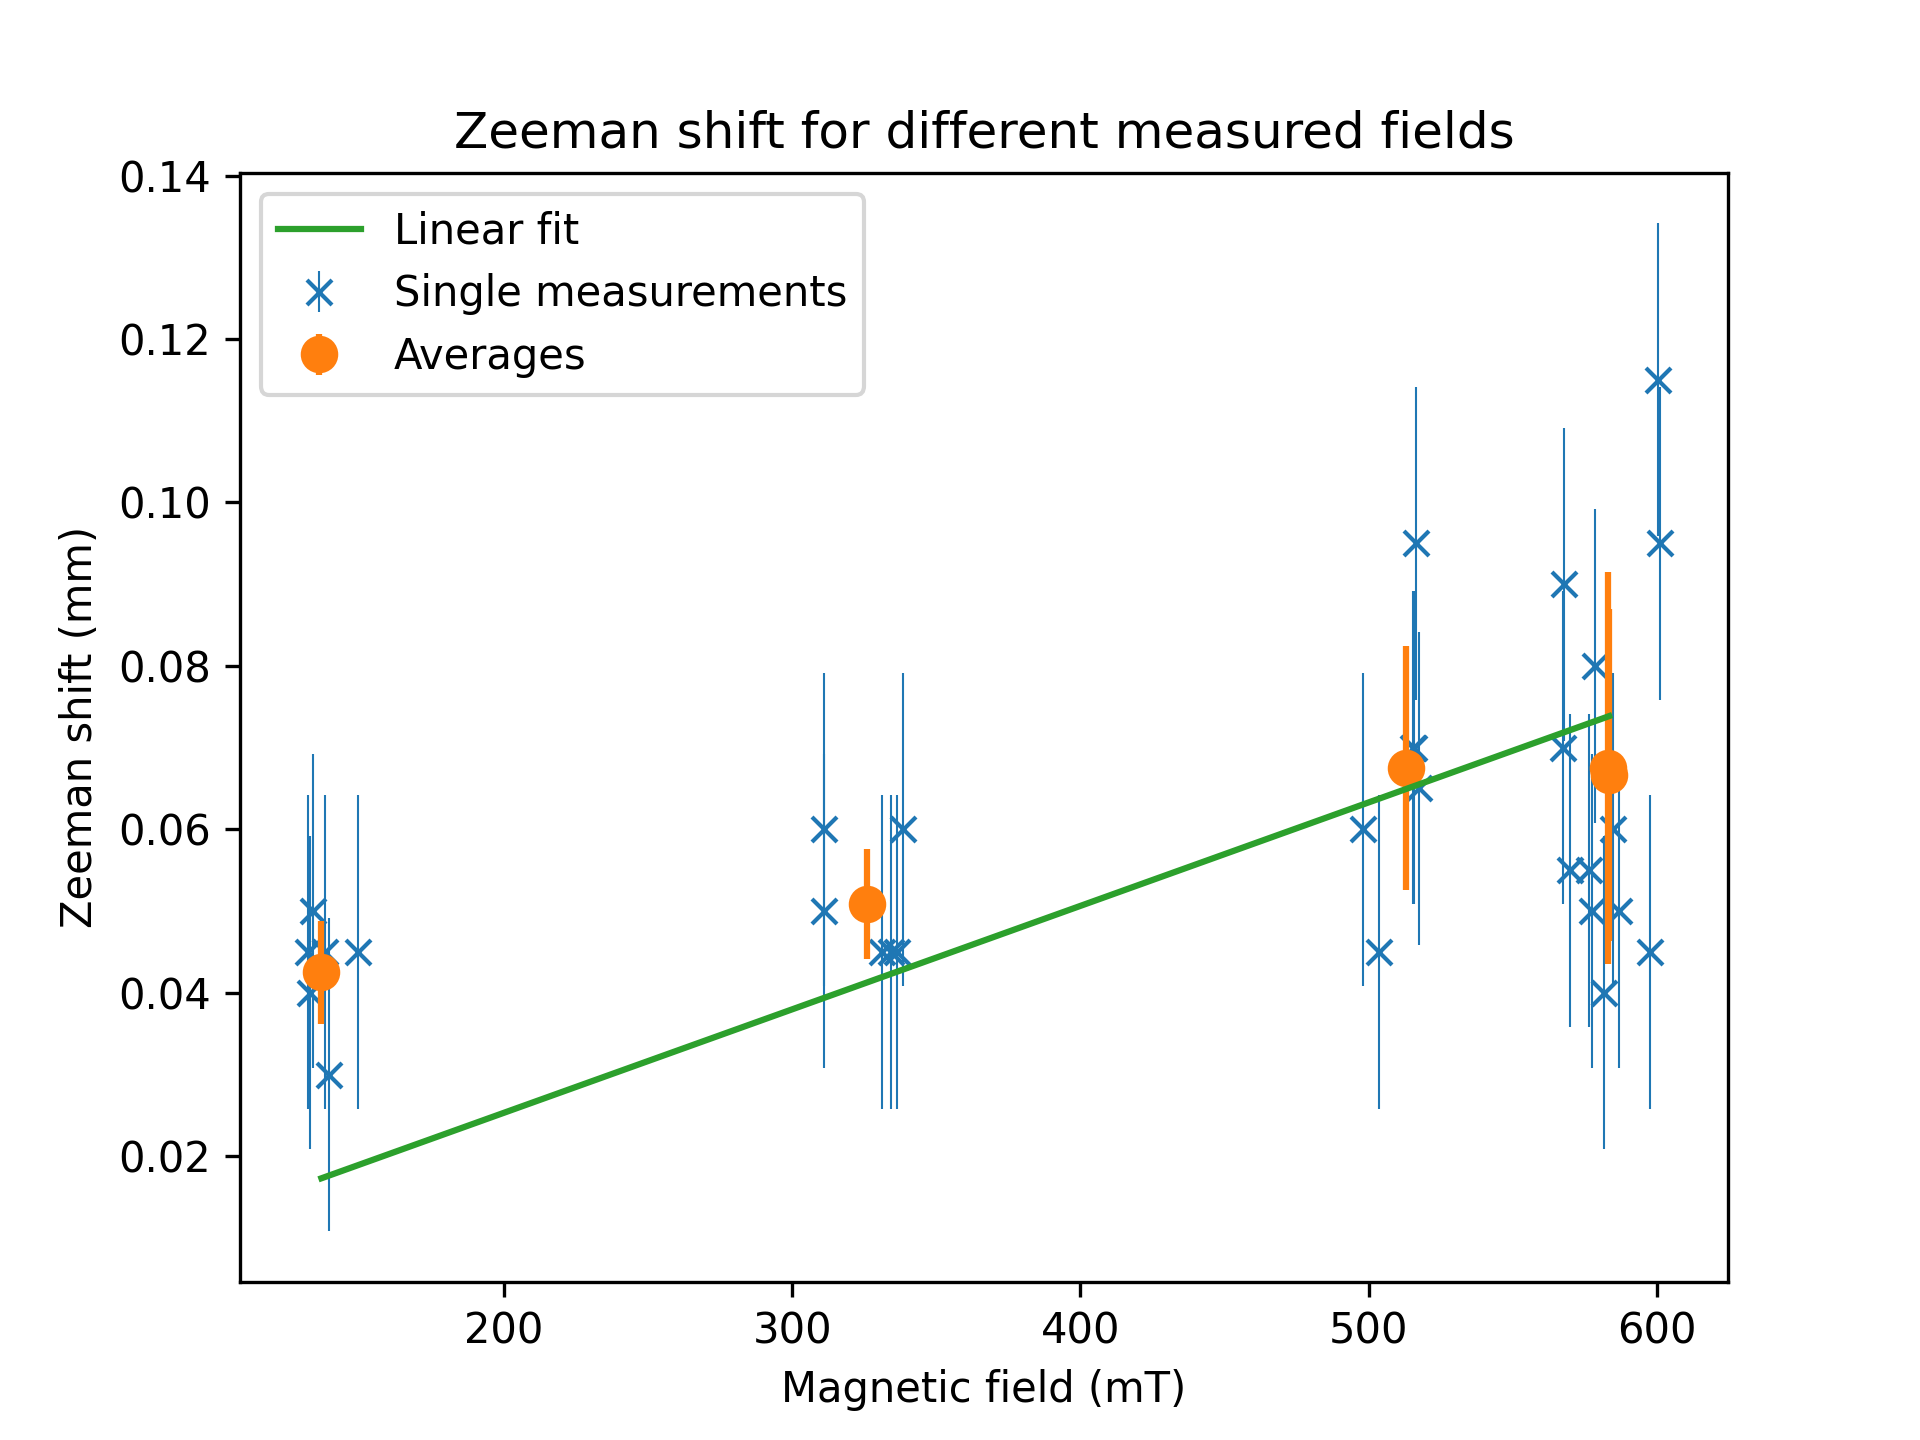 Zeeman shift for different measured fields
0.14
0.12
0.10
0.08
0.06
0.04
0.02
Zeeman shift (mm)
Linear fit
Single measurements
Averages
200 300 400 500 600
Magnetic field (mT)